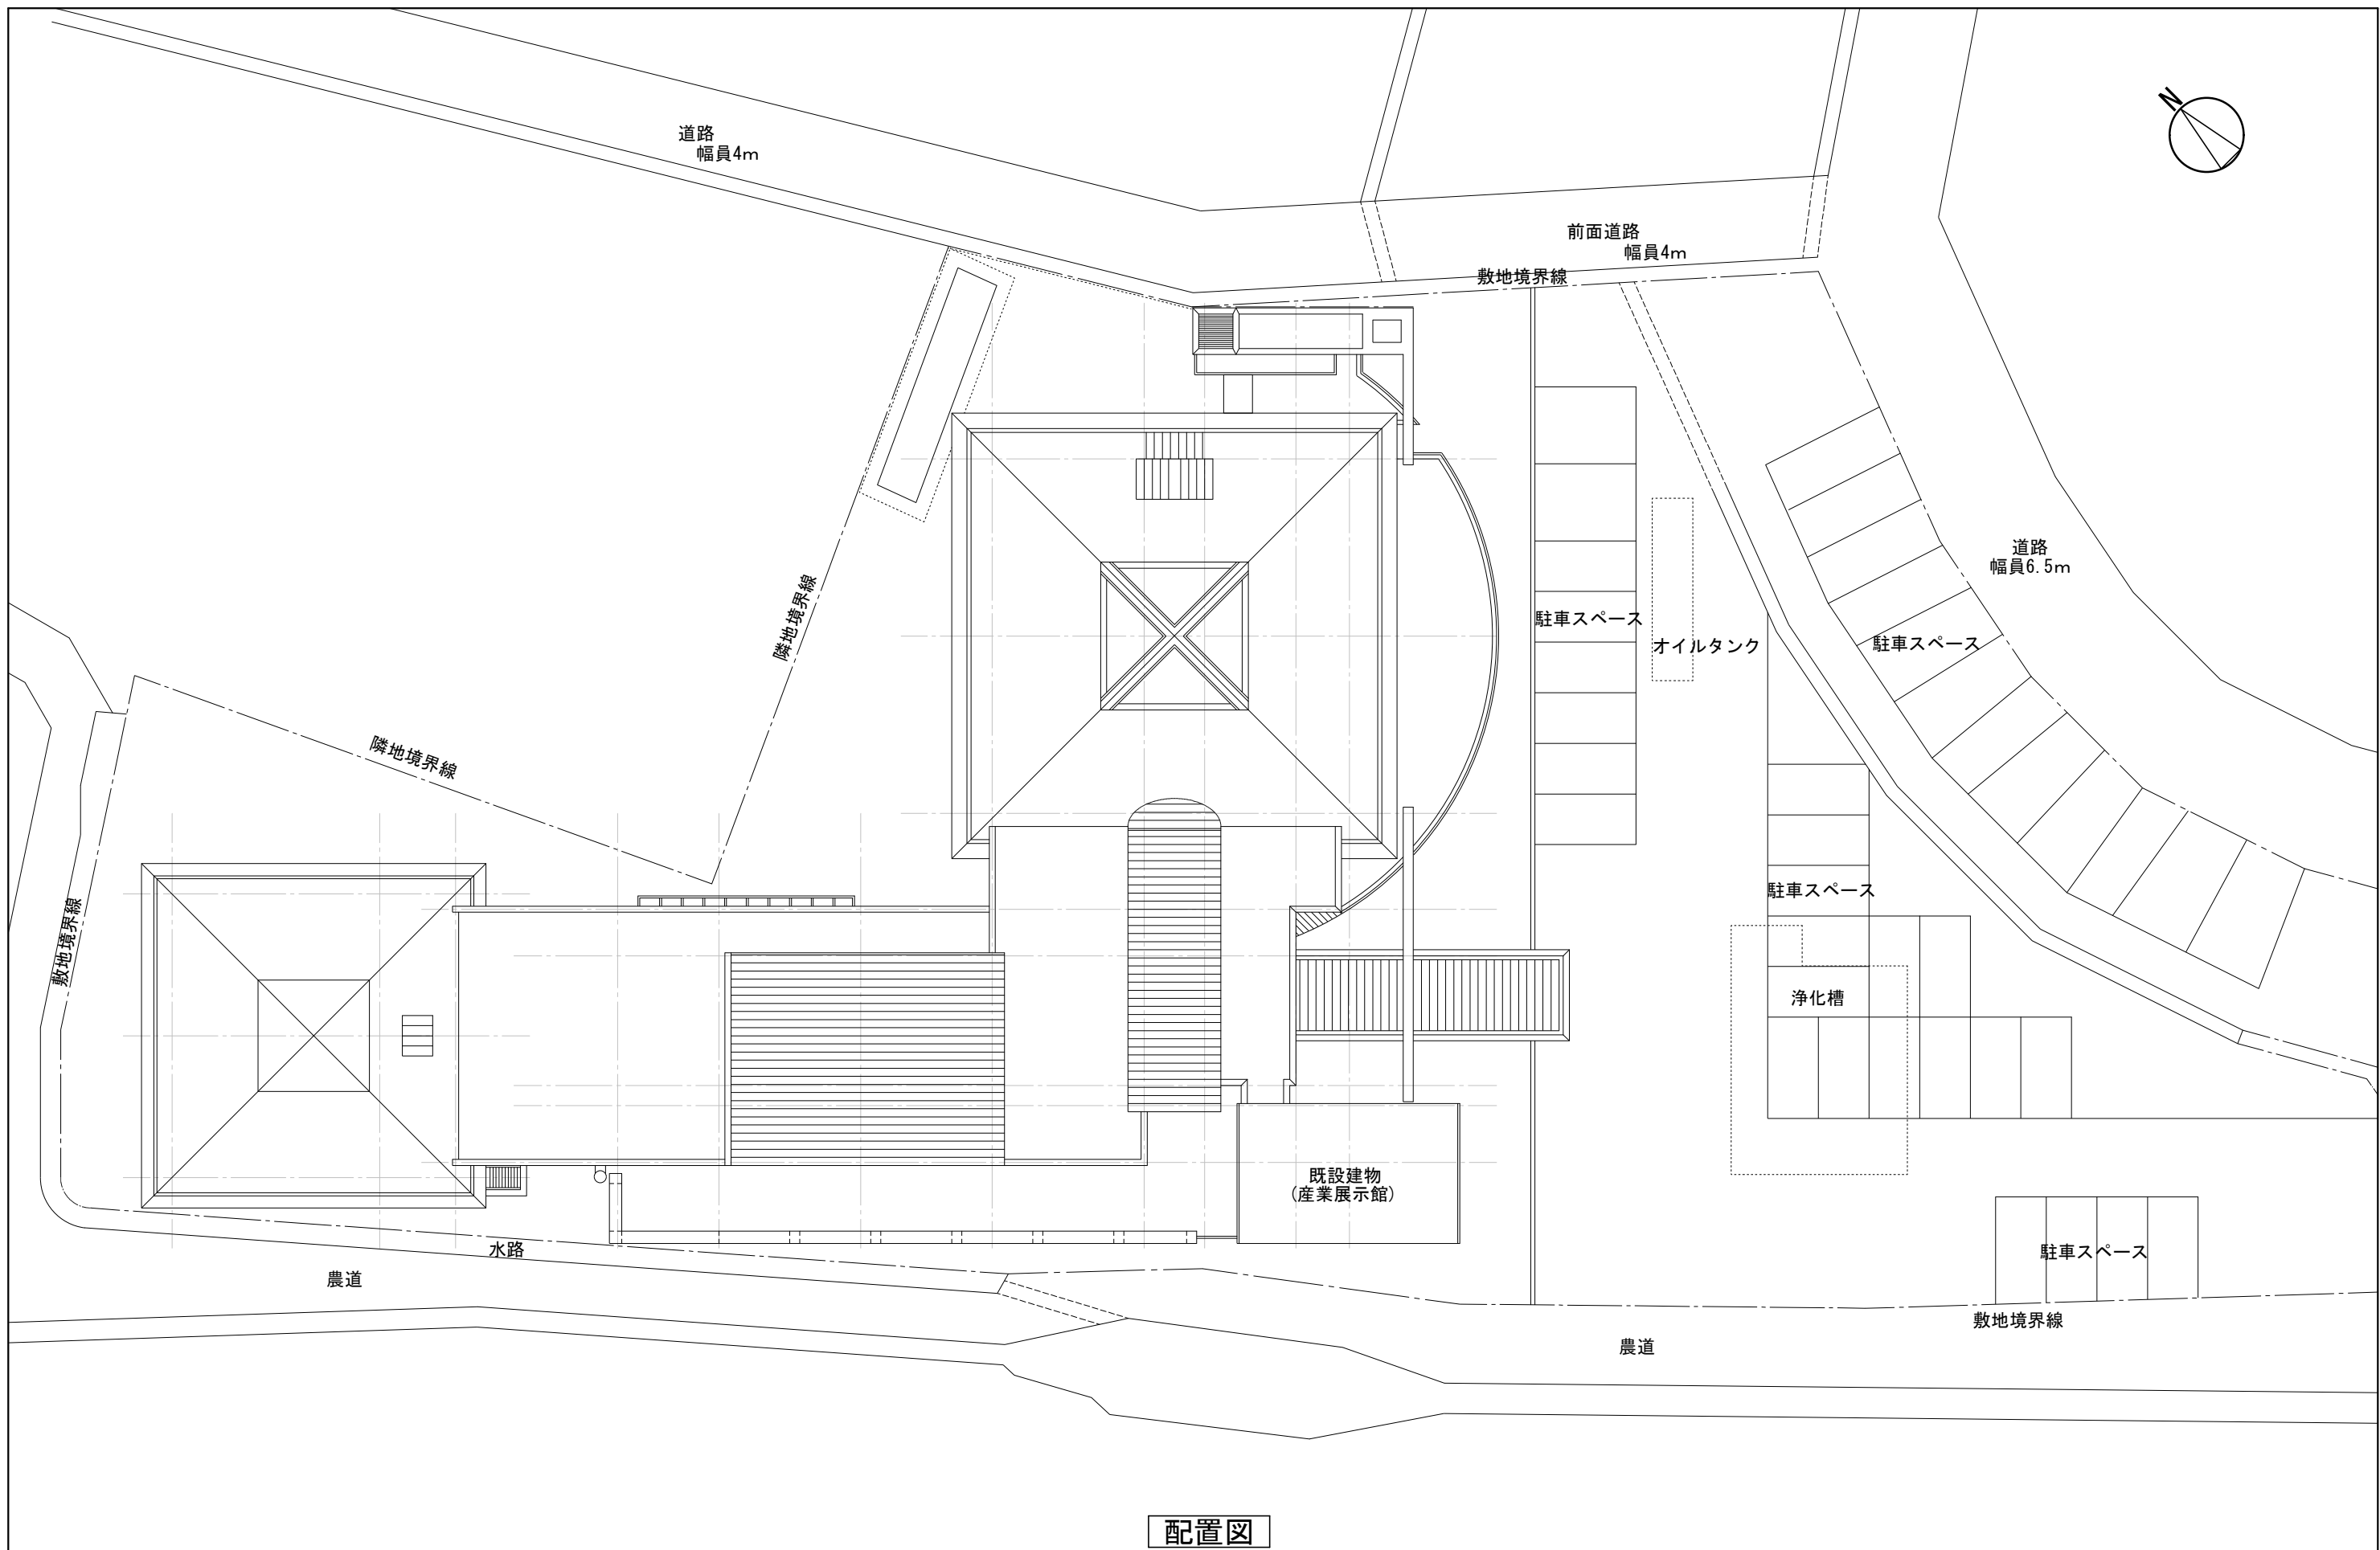 N
道路
幅員4m
前面道路
幅員4m
敷地境界線
道路
幅員6.5m
隣地境界線
駐車スペース
オイルタンク
駐車スペース
隣地境界線
駐車スペース
敷地境界線
浄化槽
既設建物
(産業展示館)
水路
農道
駐車スペース
敷地境界線
農道
配置図